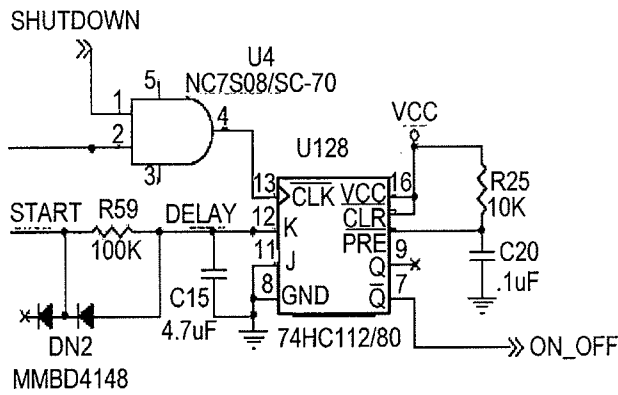 SHUTDOWN
U4
NC7S08/SC-70
5
1
4
2
3
VCC
U128
13
CLK
VCC
16
R25
10K
START
R59
100K
DELAY
12
K
CLR
PRE
11
J
Q
9
C20
.1uF
C15
4.7uF
8
GND
Q
7
DN2
MMBD4148
74HC112/80
ON_OFF